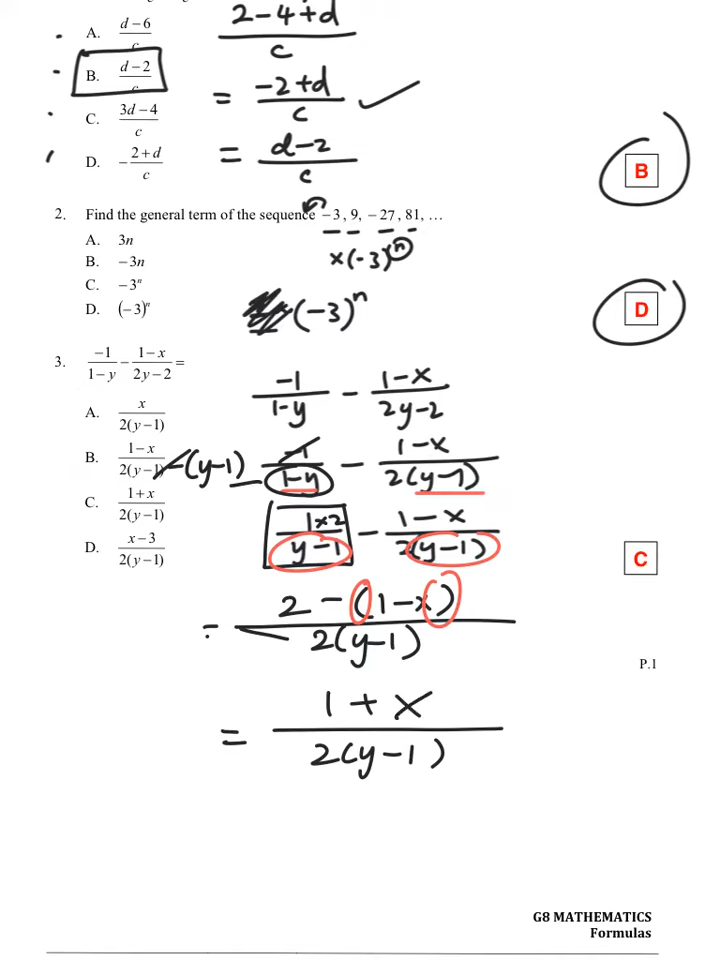 A. d−6/c
2−4+d/c
B. d−2/c
= −2+d/c ✓
C. 3d−4/c
= d−2/c
D. −2+d/c
B
2. Find the general term of the sequence −3, 9, −27, 81, …
A. 3n
×(−3)ⁿ
B. −3n
C. −3ⁿ
D. (−3)ⁿ
(−3)ⁿ
D
3. −1/1−y − 1−x/2y−2 =
−1/1−y − 1−x/2y−2
A. x/2(y−1)
B. 1−x/2(y−1)
−(y−1) −1/1−y − 1−x/2(y−1)
C. 1+x/2(y−1)
1×2/y−1 − 1−x/2(y−1)
D. x−3/2(y−1)
C
= 2−(1−x)/2(y−1)
P.1
= 1+x/2(y−1)
G8 MATHEMATICS
Formulas